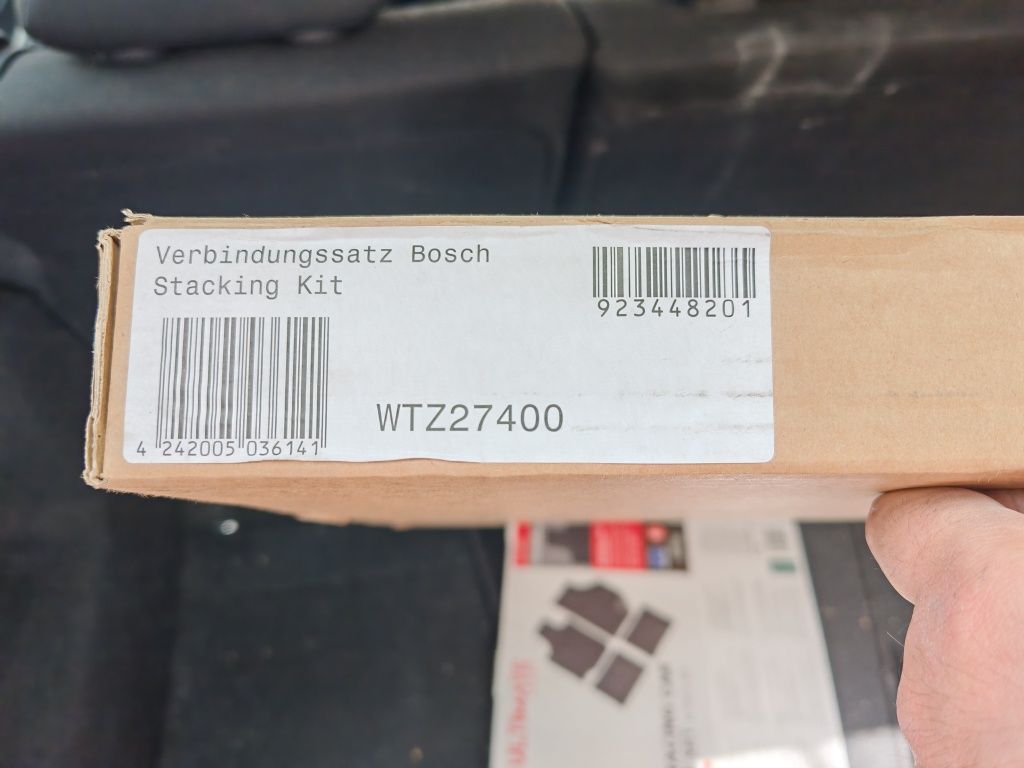 Verbindungssatz Bosch
Stacking Kit
923448201
WTZ27400
4 242005 036141